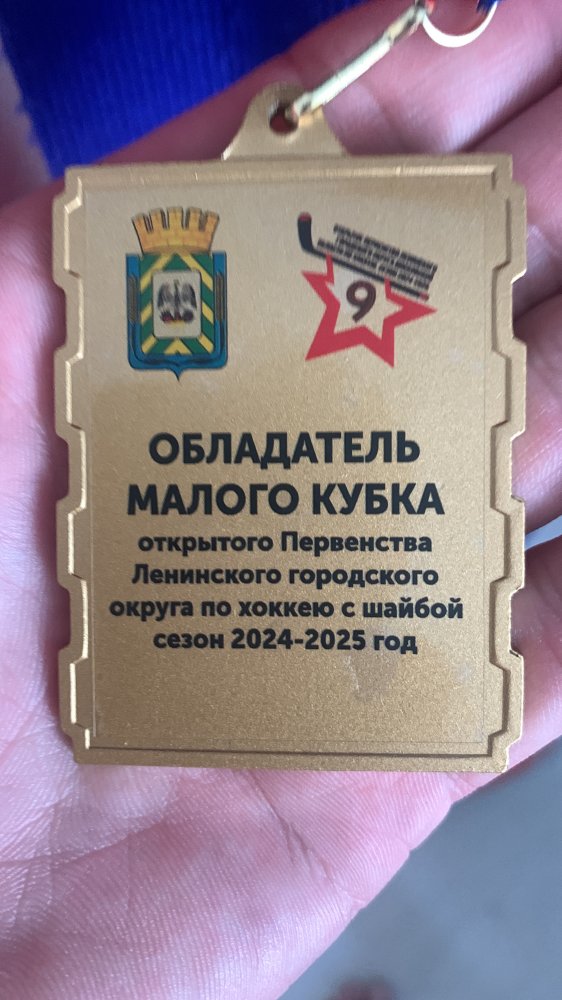 9
ОБЛАДАТЕЛЬ
МАЛОГО КУБКА
открытого Первенства
Ленинского городского
округа по хоккею с шайбой
сезон 2024-2025 год